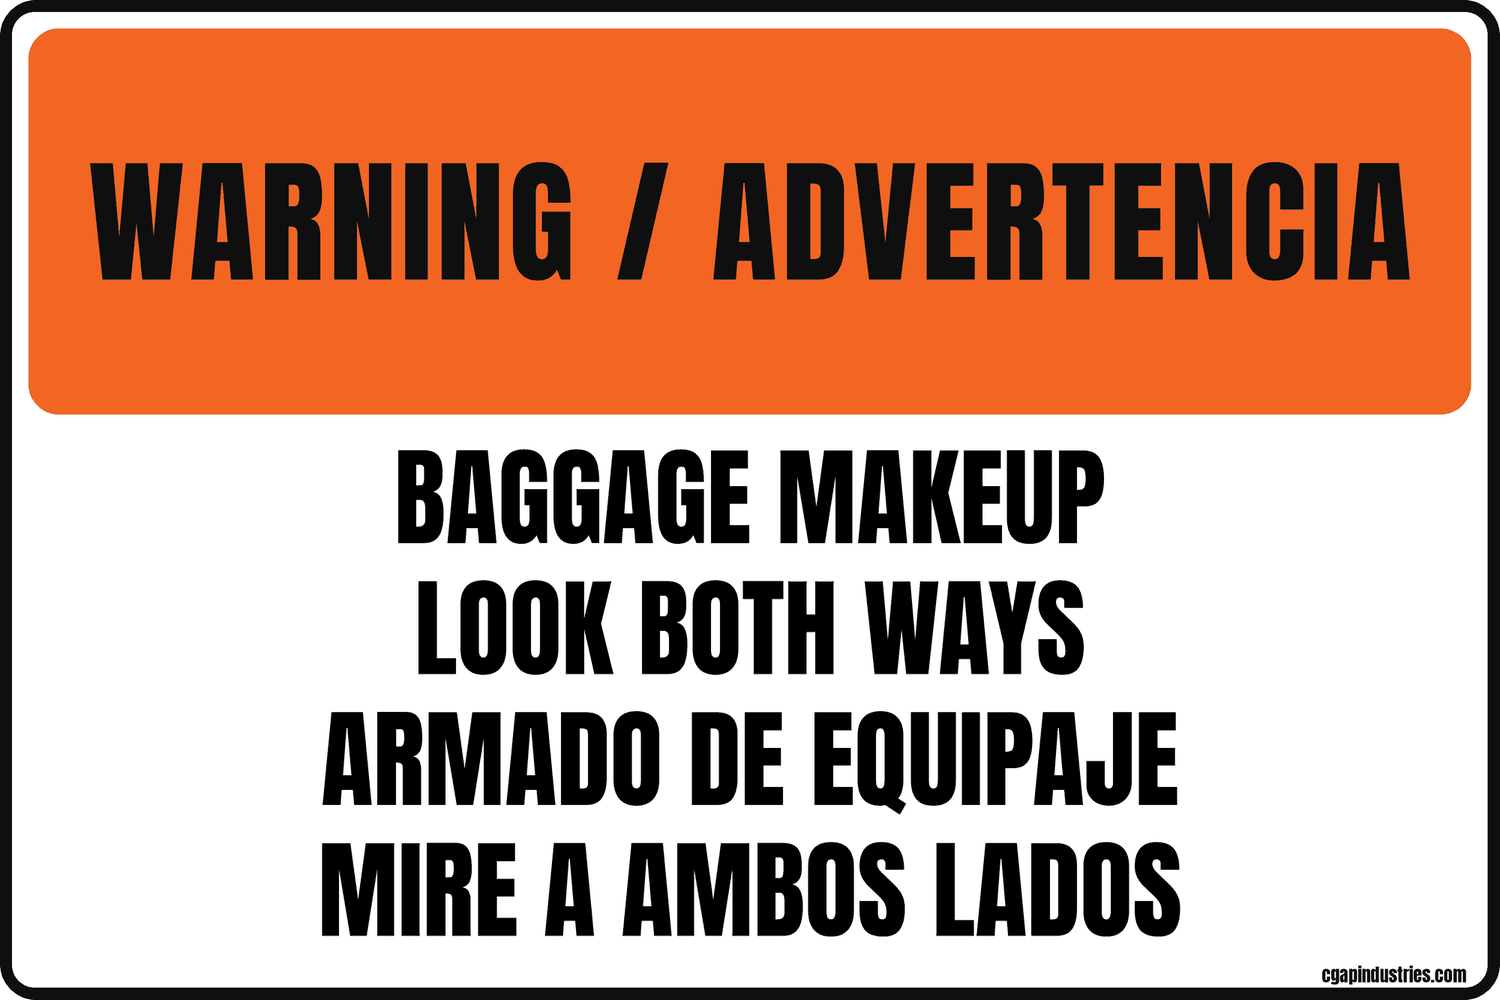 WARNING / ADVERTENCIA
BAGGAGE MAKEUP
LOOK BOTH WAYS
ARMADO DE EQUIPAJE
MIRE A AMBOS LADOS
cgapindustries.com